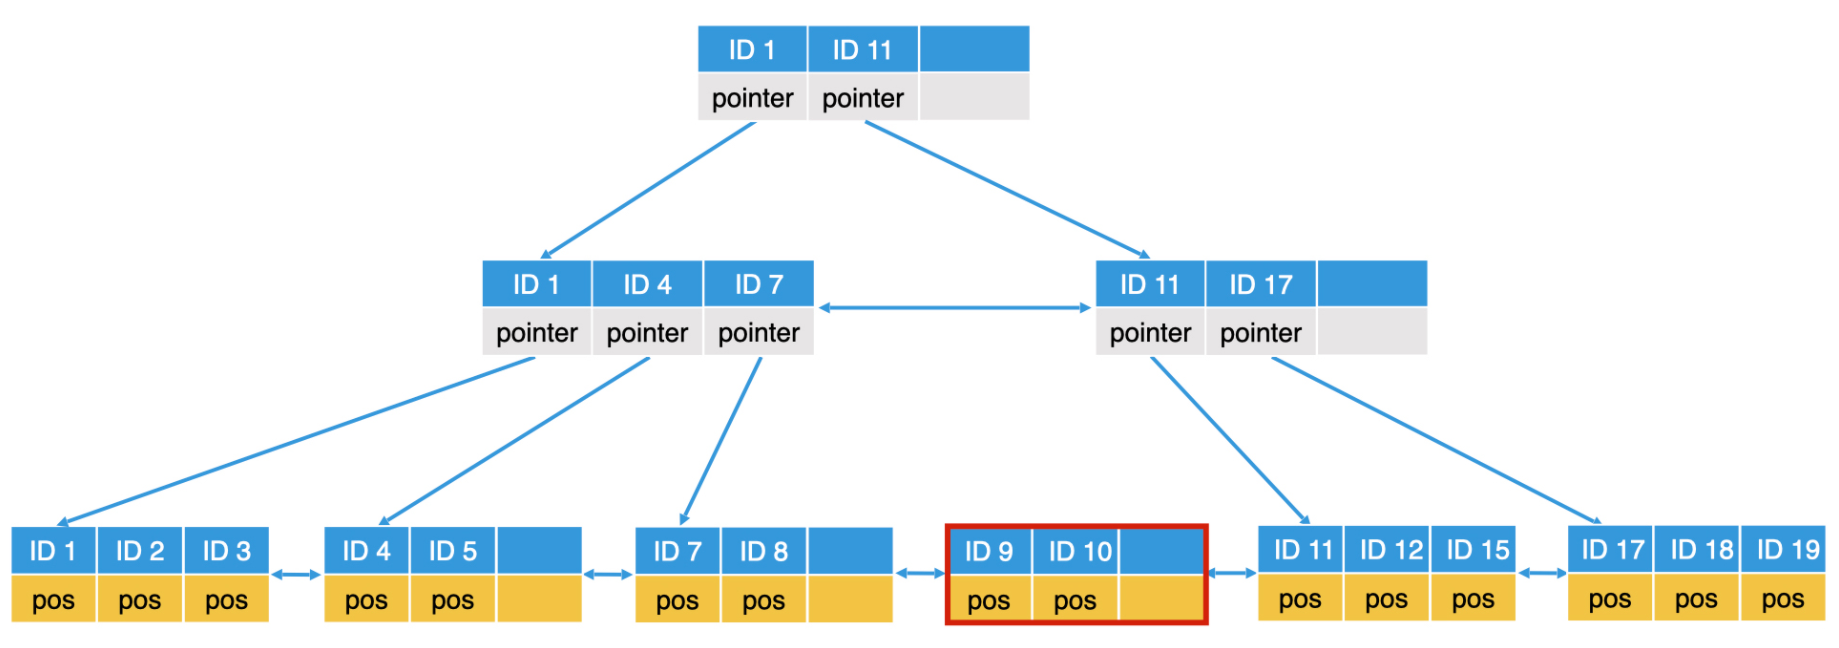 ID 1 ID 11
pointer pointer
ID 1 ID 4 ID 7 ID 11 ID 17
pointer pointer pointer pointer pointer
ID 1 ID 2 ID 3 ID 4 ID 5 ID 7 ID 8 ID 9 ID 10 ID 11 ID 12 ID 15 ID 17 ID 18 ID 19
pos pos pos pos pos pos pos pos pos pos pos pos pos pos pos